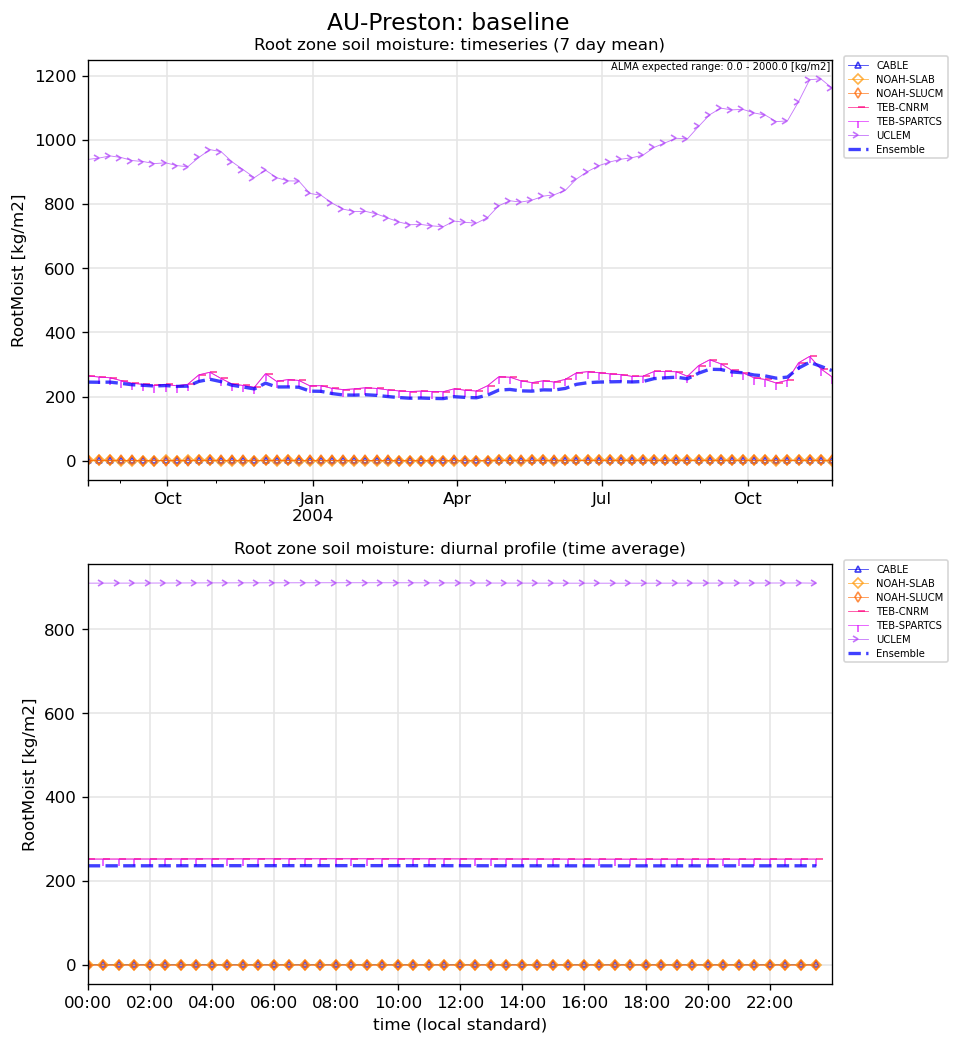 AU-Preston: baseline
Root zone soil moisture: timeseries (7 day mean)
ALMA expected range: 0.0 - 2000.0 [kg/m2]
RootMoist [kg/m2]
1200
1000
800
600
400
200
0
Oct
Jan
2004
Apr
Jul
Oct
CABLE
NOAH-SLAB
NOAH-SLUCM
TEB-CNRM
TEB-SPARTCS
UCLEM
Ensemble
Root zone soil moisture: diurnal profile (time average)
RootMoist [kg/m2]
800
600
400
200
0
00:00 02:00 04:00 06:00 08:00 10:00 12:00 14:00 16:00 18:00 20:00 22:00
time (local standard)
CABLE
NOAH-SLAB
NOAH-SLUCM
TEB-CNRM
TEB-SPARTCS
UCLEM
Ensemble